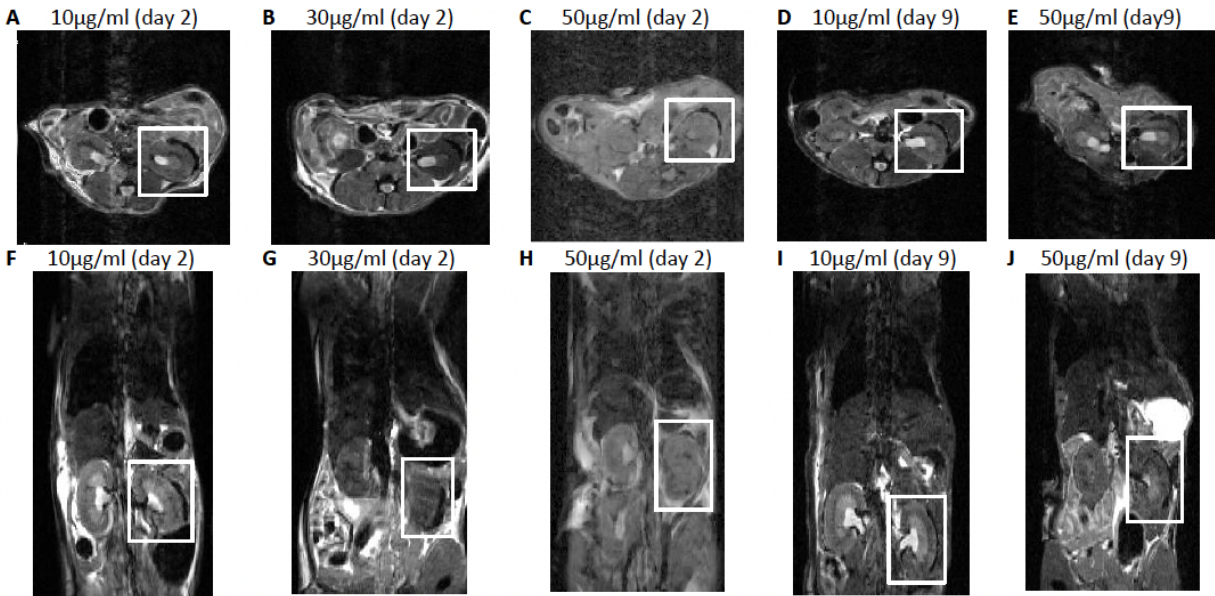 A 10µg/ml (day 2) B 30µg/ml (day 2) C 50µg/ml (day 2) D 10µg/ml (day 9) E 50µg/ml (day9)
F 10µg/ml (day 2) G 30µg/ml (day 2) H 50µg/ml (day 2) I 10µg/ml (day 9) J 50µg/ml (day 9)